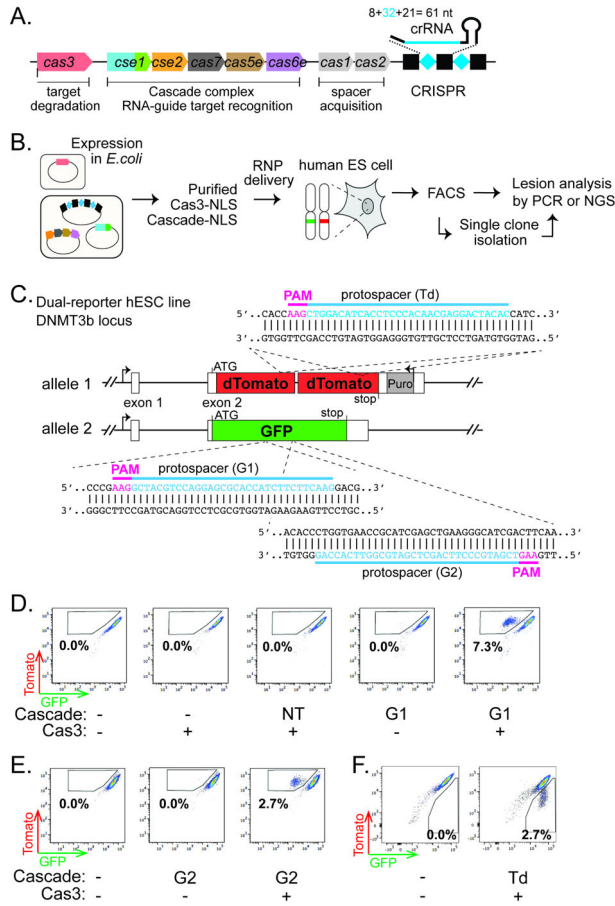 A.
8+32+21= 61 nt
crRNA
cas3 cse1 cse2 cas7 cas5e cas6e cas1 cas2
target
degradation
Cascade complex
RNA-guide target recognition
spacer
acquisition
CRISPR
B.
Expression
in E.coli
Purified
Cas3-NLS
Cascade-NLS
RNP
delivery
human ES cell
FACS
Lesion analysis
by PCR or NGS
Single clone
isolation
C.
Dual-reporter hESC line
DNMT3b locus
PAM protospacer (Td)
5'..CACCAAGCTGGACATCACCTCCCACAACGAGGACTACACCATC..3'
3'..GTGGTTCGACCTGTAGTGGAGGGTGTTGCTCCTGATGTGGTAG..5'
allele 1
ATG
dTomato dTomato Puro
exon 1 exon 2 stop
allele 2
ATG stop
GFP
PAM protospacer (G1)
5'..CCCGAAGGCTACGTCCAGGAGCGCACCATCTTCTTCAAGGACG..3'
3'..GGGCTTCCGATGCAGGTCCTCGCGTGGTAGAAGAAGTTCCTGC..5'
5'..ACACCCTGGTGAACCGCATCGAGCTGAAGGGCATCGACTTCAA..3'
3'..TGTGGGACCACTTGGCGTAGCTCGACTTCCCGTAGCTGAAGTT..5'
protospacer (G2) PAM
D.
0.0% 0.0% 0.0% 0.0% 7.3%
Tomato
GFP
Cascade: - - NT G1 G1
Cas3: - + + - +
E.
0.0% 0.0% 2.7%
Tomato
GFP
Cascade: - G2 G2
Cas3: - - +
F.
0.0% 2.7%
Tomato
GFP
- Td
- +